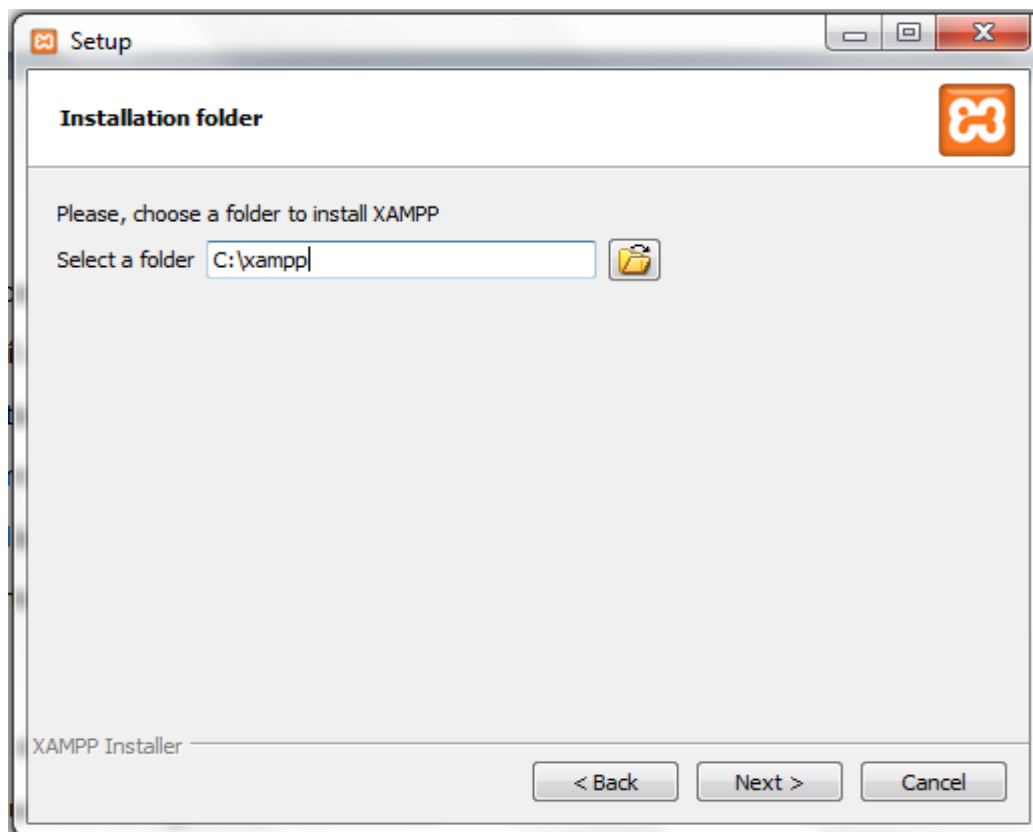 Setup
Installation folder
Please, choose a folder to install XAMPP
Select a folder C:\xampp
XAMPP Installer
< Back Next > Cancel